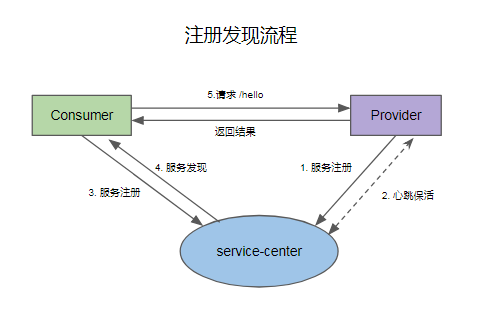 注册发现流程
5.请求 /hello
Consumer
Provider
返回结果
4. 服务发现
1. 服务注册
3. 服务注册
2. 心跳保活
service-center